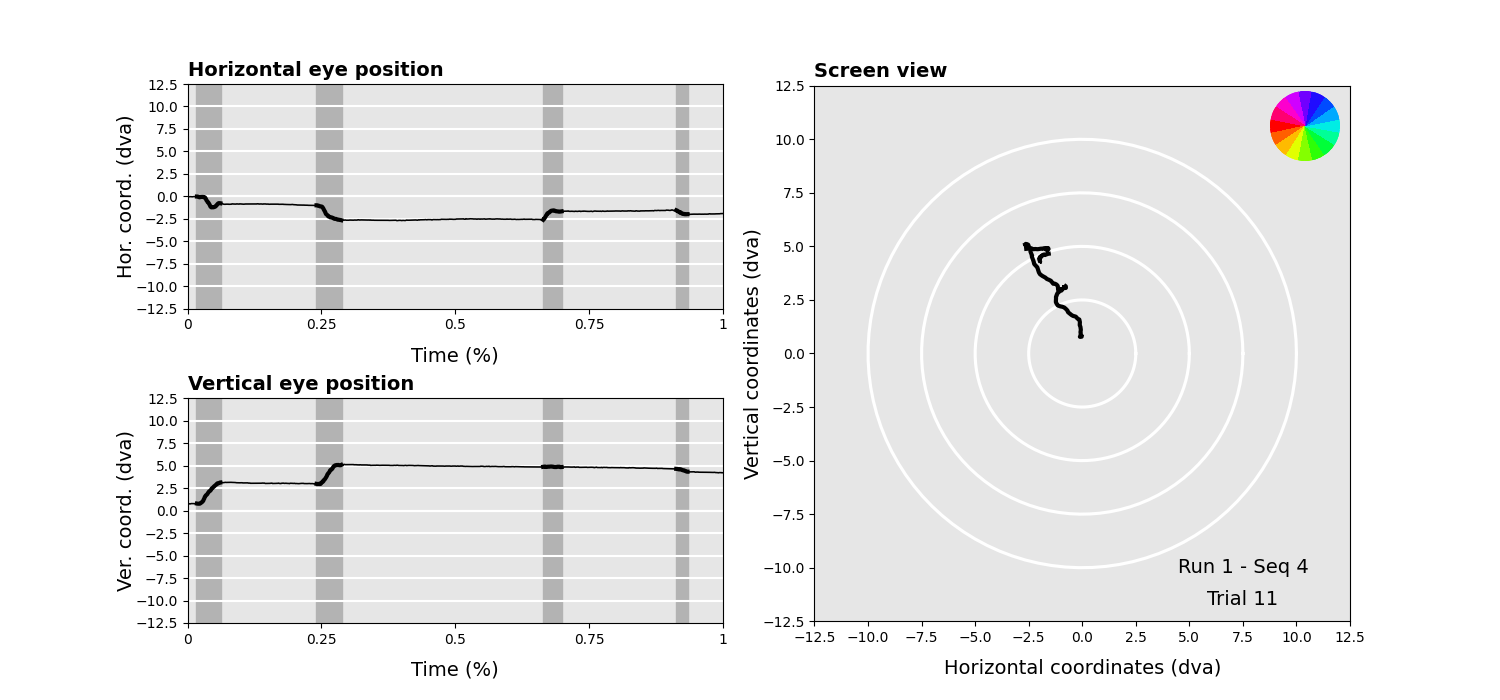 Horizontal eye position
12.5
10.0
7.5
5.0
2.5
0.0
−2.5
−5.0
−7.5
−10.0
−12.5
Hor. coord. (dva)
0 0.25 0.5 0.75 1
Time (%)
Vertical eye position
12.5
10.0
7.5
5.0
2.5
0.0
−2.5
−5.0
−7.5
−10.0
−12.5
Ver. coord. (dva)
0 0.25 0.5 0.75 1
Time (%)
Screen view
12.5
10.0
7.5
5.0
2.5
0.0
−2.5
−5.0
−7.5
−10.0
−12.5
Vertical coordinates (dva)
Run 1 - Seq 4
Trial 11
−12.5 −10.0 −7.5 −5.0 −2.5 0.0 2.5 5.0 7.5 10.0 12.5
Horizontal coordinates (dva)